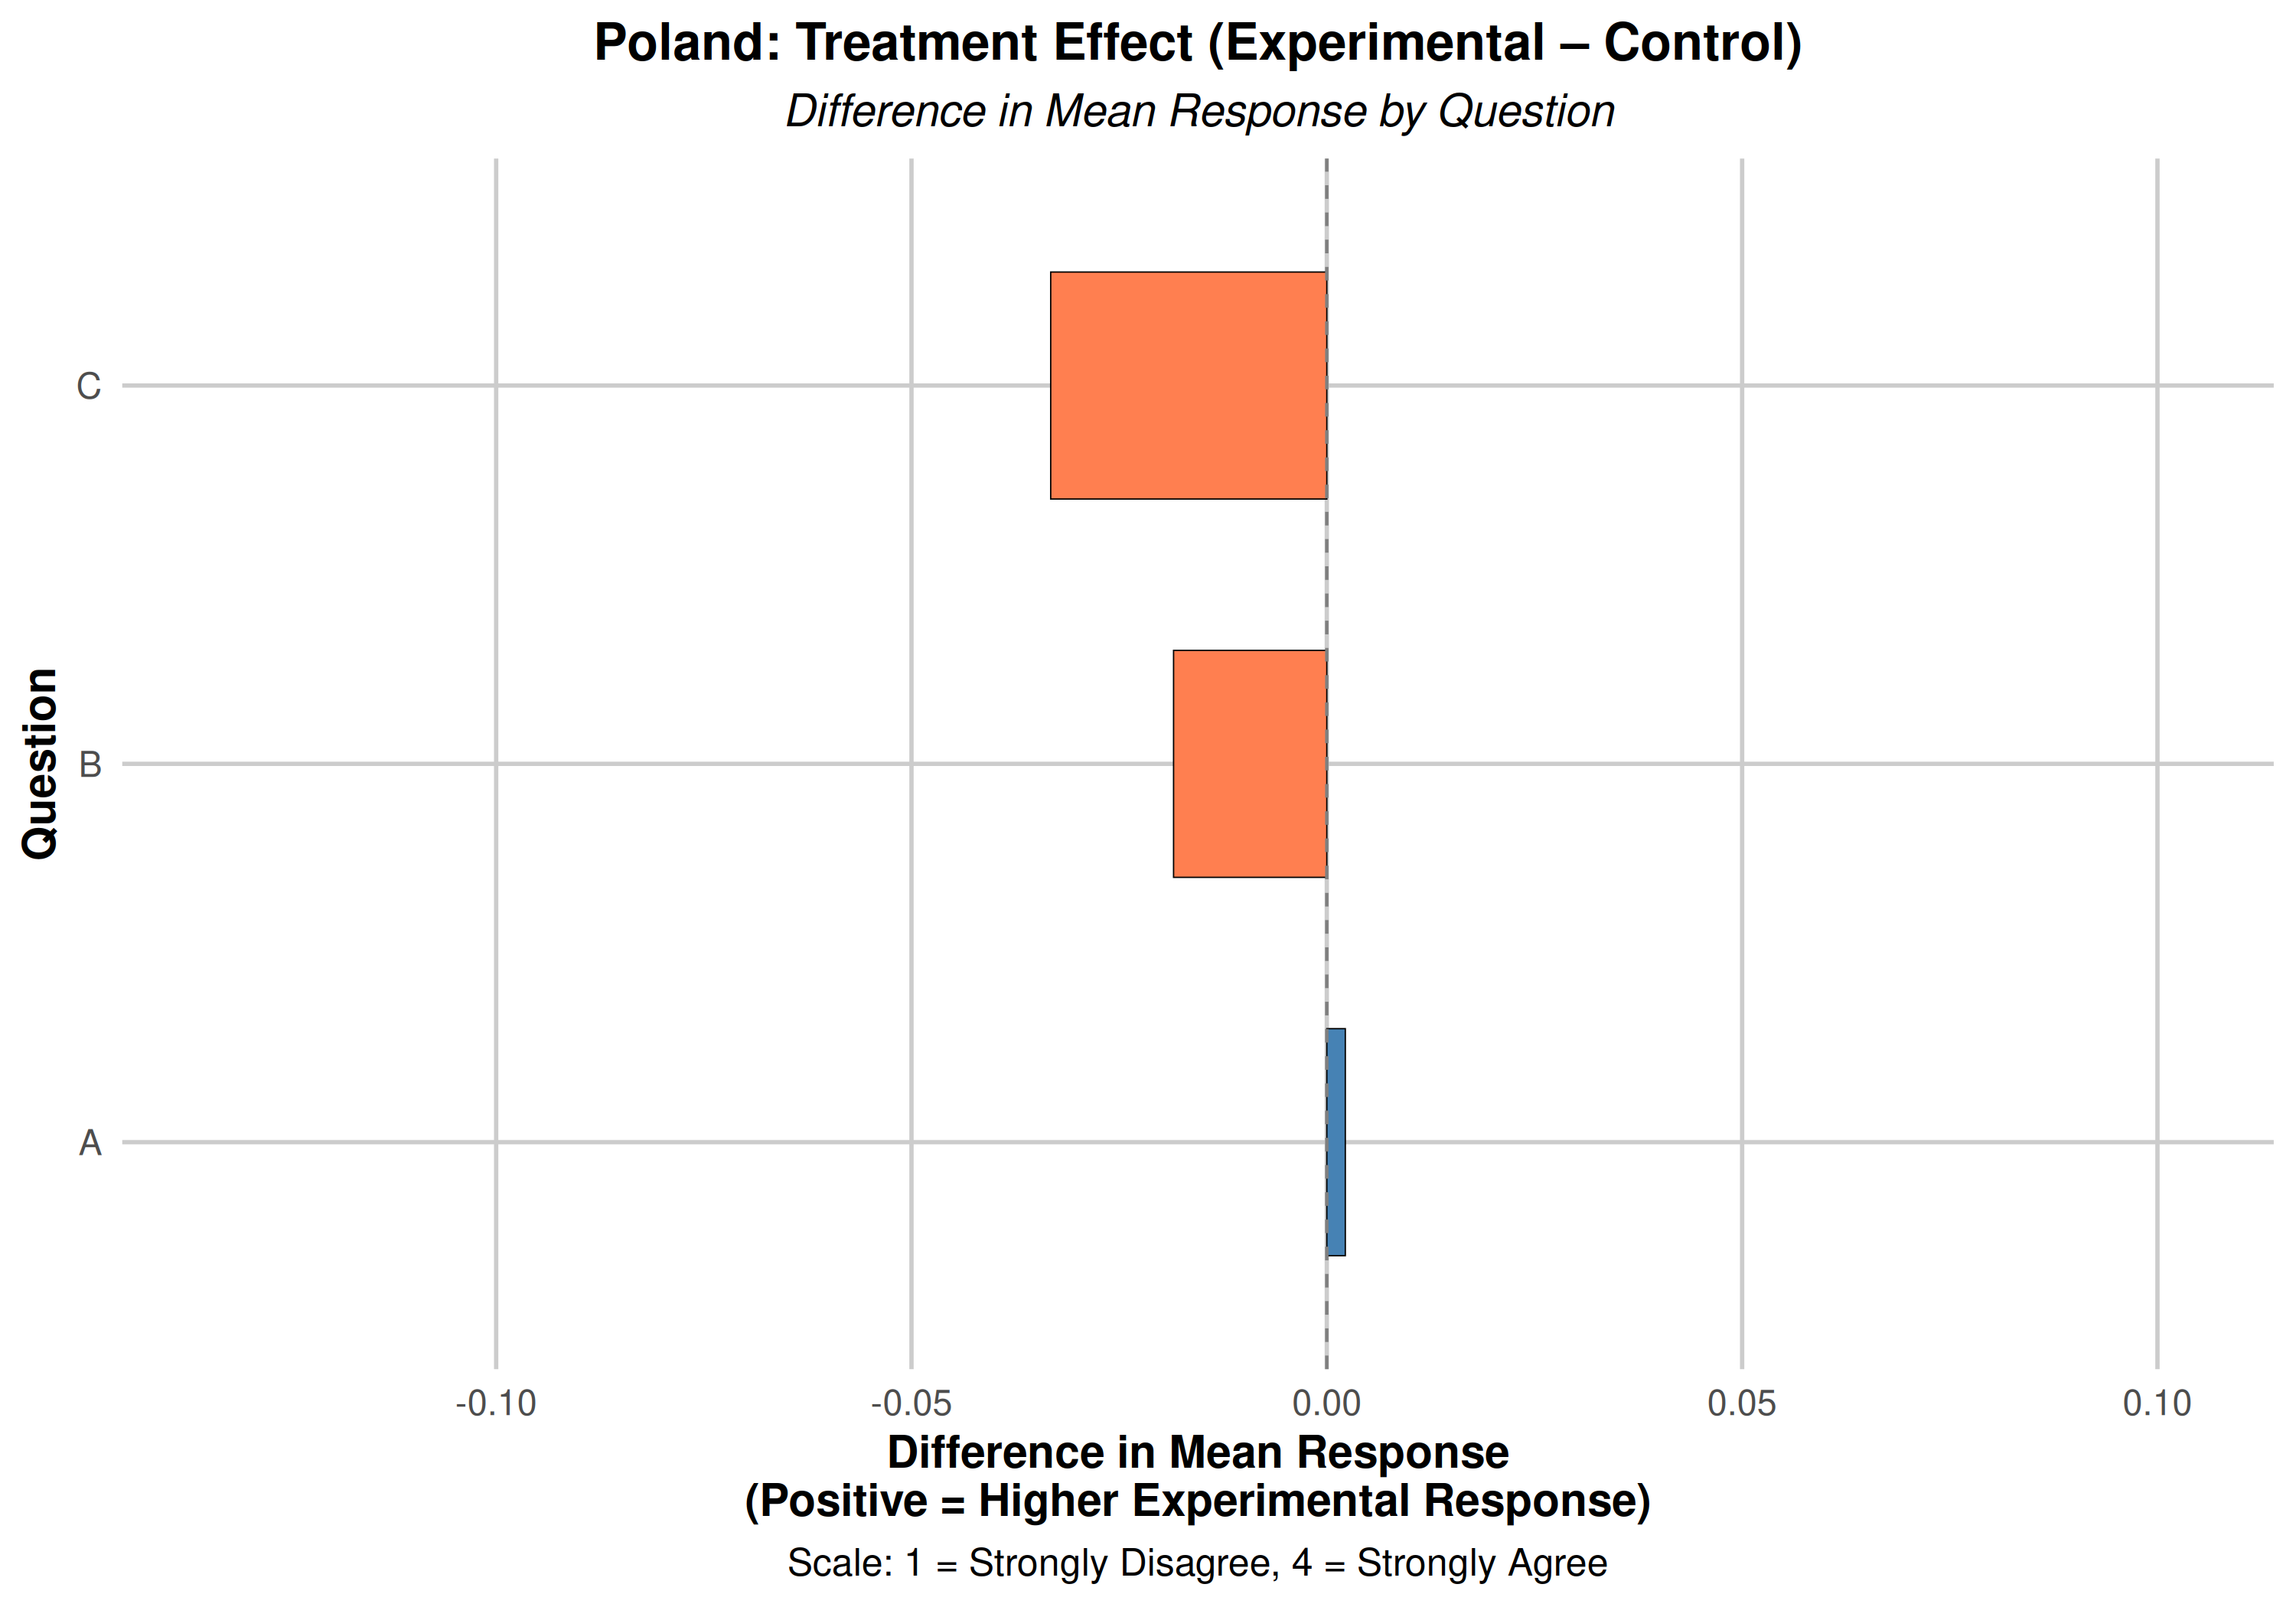 Poland: Treatment Effect (Experimental – Control)
Difference in Mean Response by Question
Question
C
B
A
-0.10
-0.05
0.00
0.05
0.10
Difference in Mean Response
(Positive = Higher Experimental Response)
Scale: 1 = Strongly Disagree, 4 = Strongly Agree